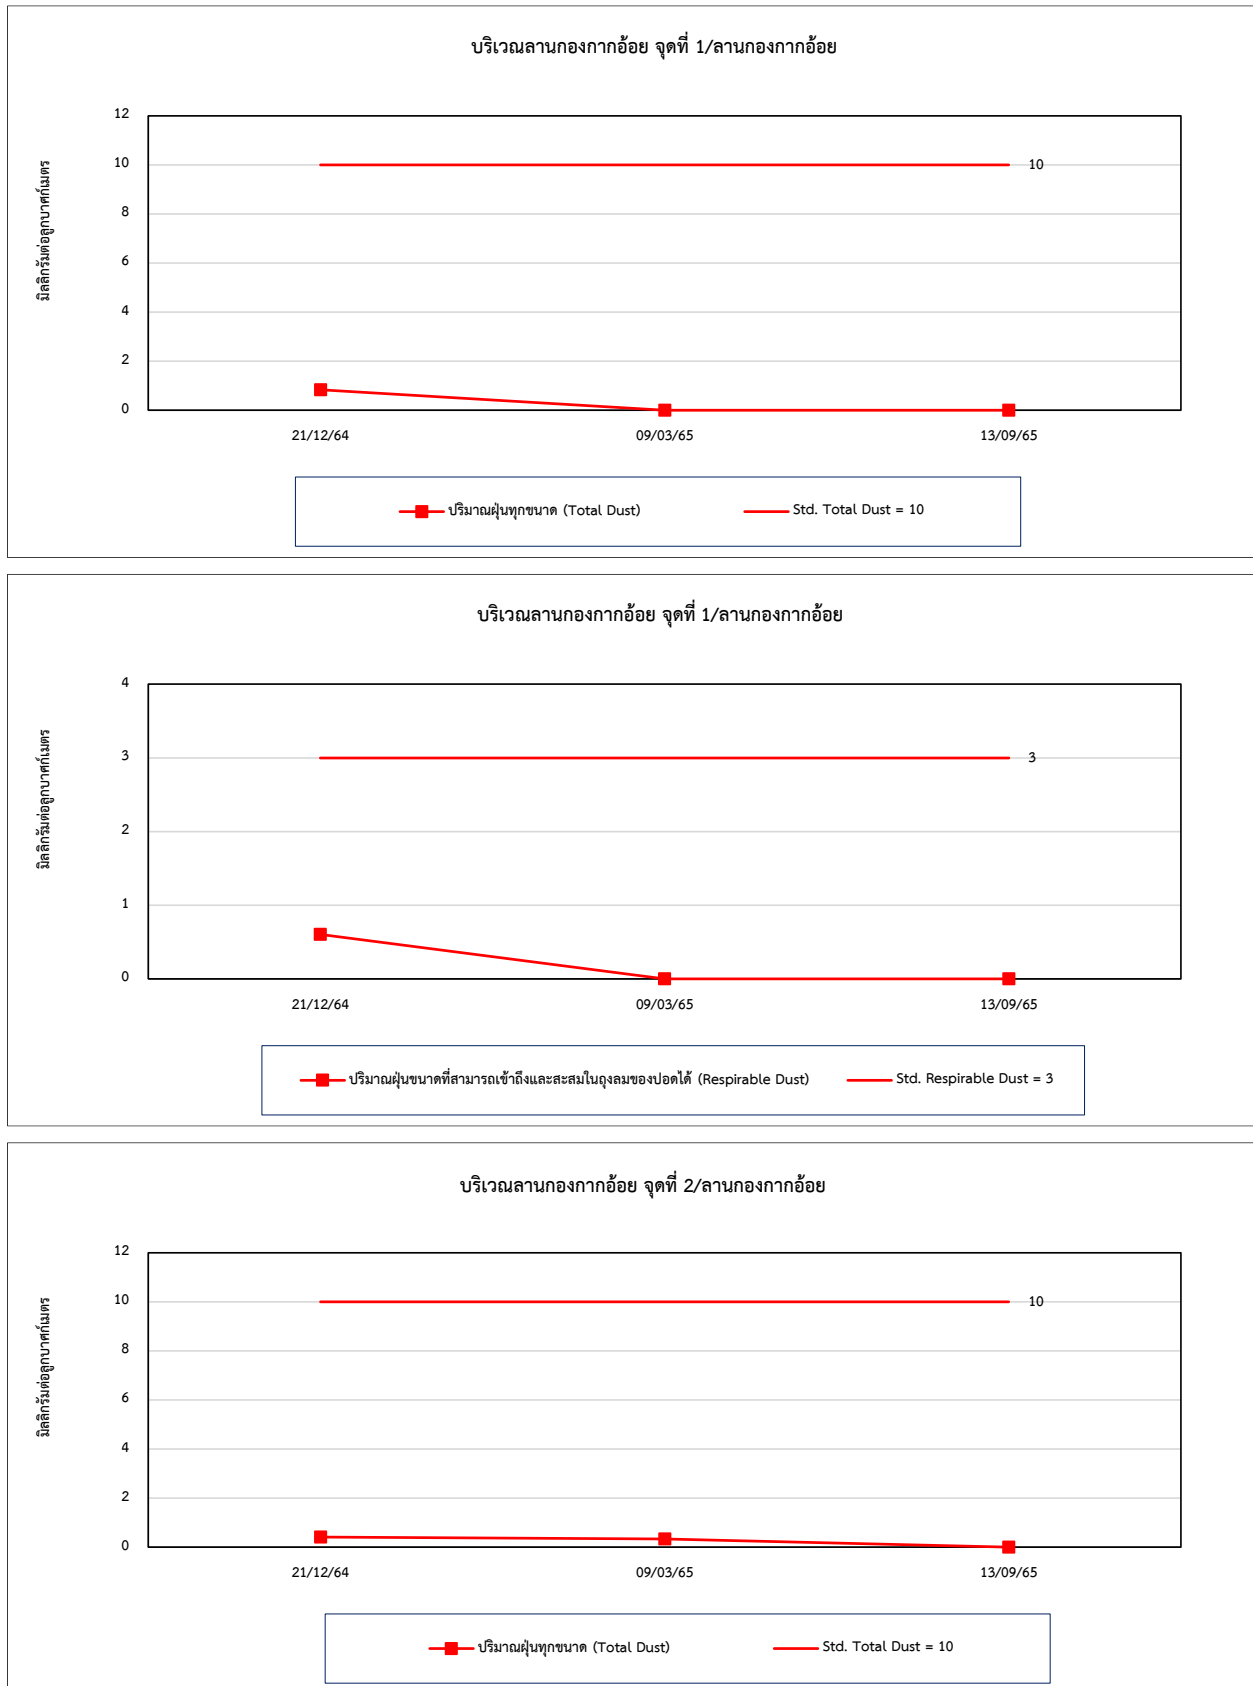 บริเวณลานกองกากอ้อย จุดที่ 1/ลานกองกากอ้อย
มิลลิกรัมต่อลูกบาศก์เมตร
12
10
8
6
4
2
0
10
21/12/64 09/03/65 13/09/65
ปริมาณฝุ่นทุกขนาด (Total Dust) Std. Total Dust = 10
บริเวณลานกองกากอ้อย จุดที่ 1/ลานกองกากอ้อย
มิลลิกรัมต่อลูกบาศก์เมตร
4
3
2
1
0
3
21/12/64 09/03/65 13/09/65
ปริมาณฝุ่นขนาดที่สามารถเข้าถึงและสะสมในถุงลมของปอดได้ (Respirable Dust) Std. Respirable Dust = 3
บริเวณลานกองกากอ้อย จุดที่ 2/ลานกองกากอ้อย
มิลลิกรัมต่อลูกบาศก์เมตร
12
10
8
6
4
2
0
10
21/12/64 09/03/65 13/09/65
ปริมาณฝุ่นทุกขนาด (Total Dust) Std. Total Dust = 10